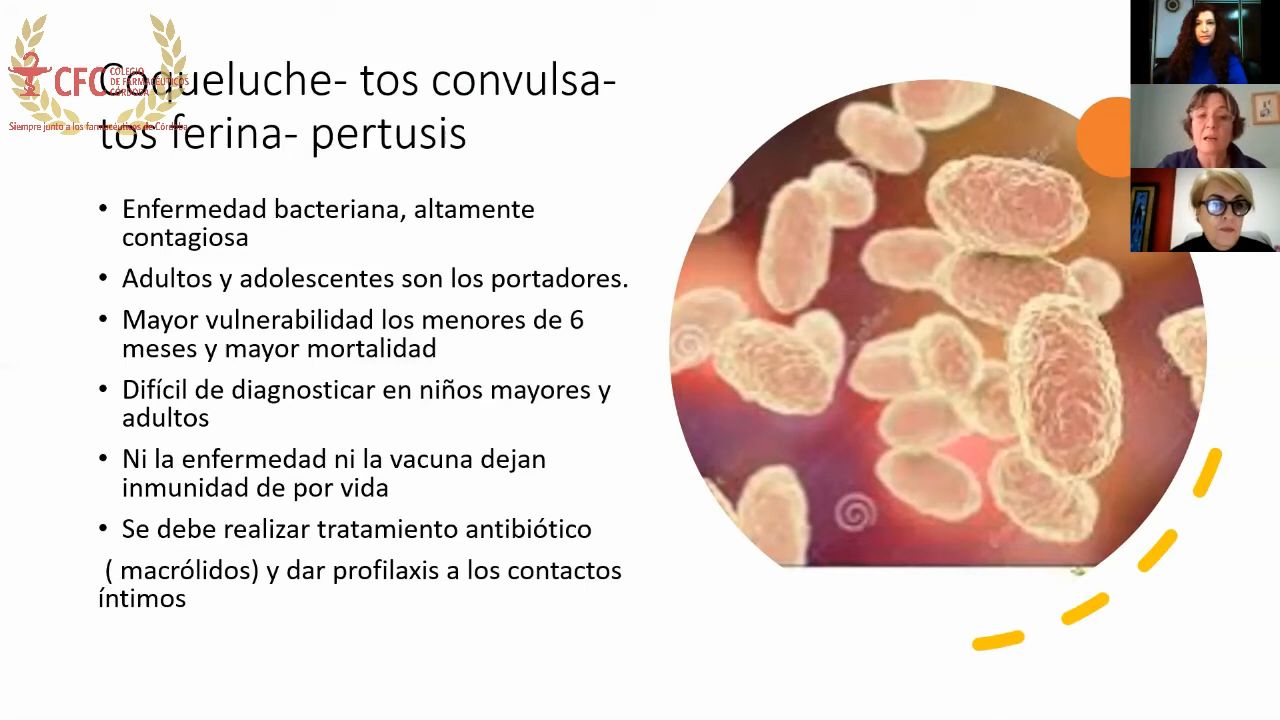 CFC
COLEGIO
DE FARMACÉUTICOS
CÓRDOBA
Siempre junto a los farmacéuticos de Córdoba
Coqueluche- tos convulsa-
tos ferina- pertusis
• Enfermedad bacteriana, altamente
contagiosa
• Adultos y adolescentes son los portadores.
• Mayor vulnerabilidad los menores de 6
meses y mayor mortalidad
• Difícil de diagnosticar en niños mayores y
adultos
• Ni la enfermedad ni la vacuna dejan
inmunidad de por vida
• Se debe realizar tratamiento antibiótico
( macrólidos) y dar profilaxis a los contactos
íntimos